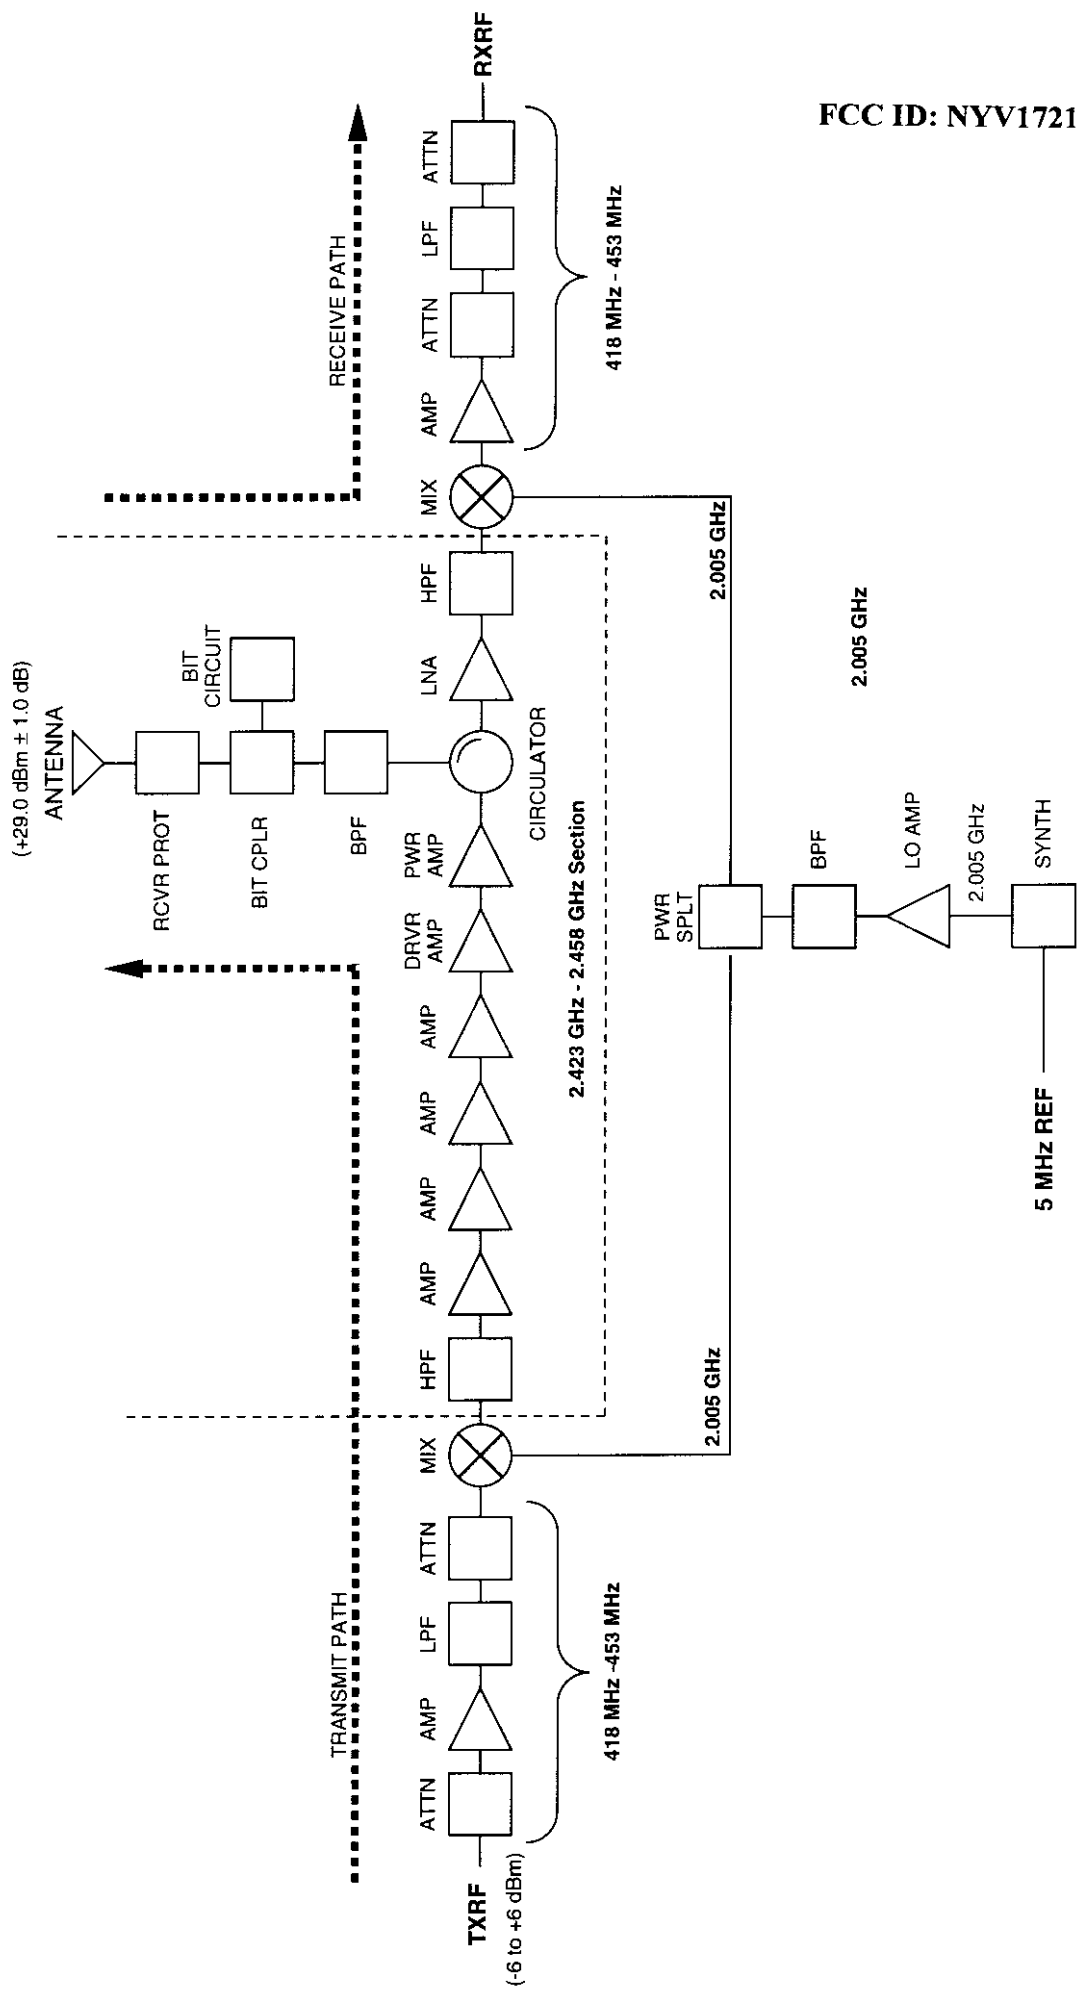 FCC ID: NYV1721
(+29.0 dBm ± 1.0 dB)
ANTENNA
RCVR PROT
BIT CPLR
BIT
CIRCUIT
BPF
TRANSMIT PATH
RECEIVE PATH
TXRF
(-6 to +6 dBm)
ATTN
AMP
LPF
ATTN
MIX
HPF
AMP
AMP
AMP
AMP
DRVR
AMP
PWR
AMP
CIRCULATOR
LNA
HPF
MIX
AMP
ATTN
LPF
ATTN
RXRF
418 MHz -453 MHz
2.423 GHz - 2.458 GHz Section
418 MHz - 453 MHz
2.005 GHz
2.005 GHz
PWR
SPLT
BPF
2.005 GHz
LO AMP
2.005 GHz
SYNTH
5 MHz REF